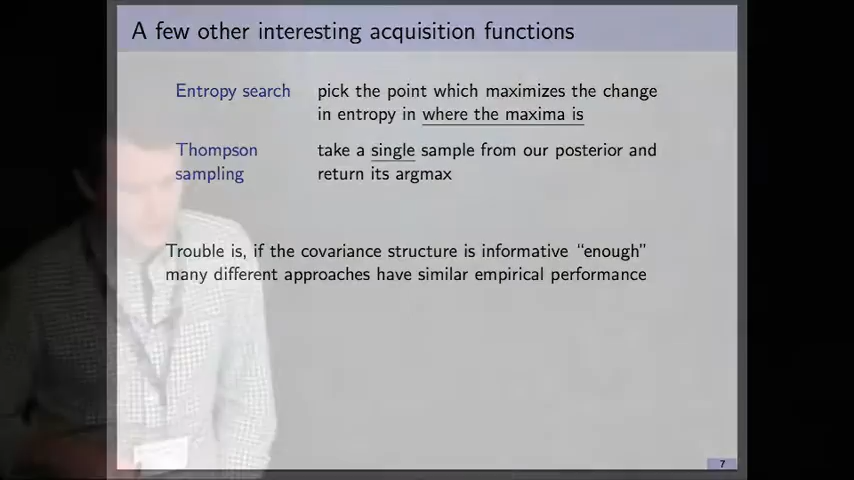 A few other interesting acquisition functions
Entropy search pick the point which maximizes the change
in entropy in where the maxima is
Thompson take a single sample from our posterior and
sampling return its argmax
Trouble is, if the covariance structure is informative “enough”
many different approaches have similar empirical performance
7